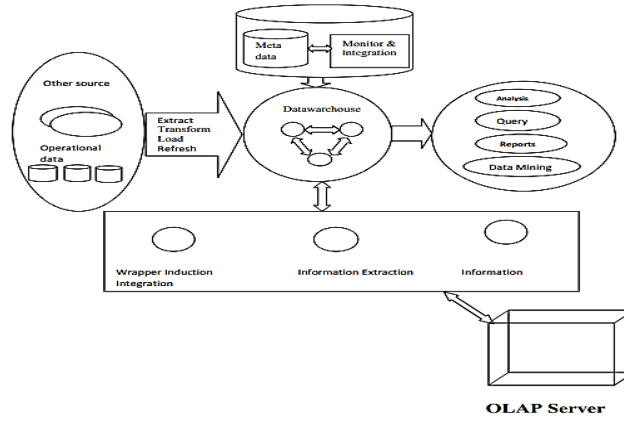 Meta
data
Monitor &
Integration
Other source
Operational
data
Extract
Transform
Load
Refresh
Datawarehouse
Analysis
Query
Reports
Data Mining
Wrapper Induction
Integration
Information Extraction
Information
OLAP Server